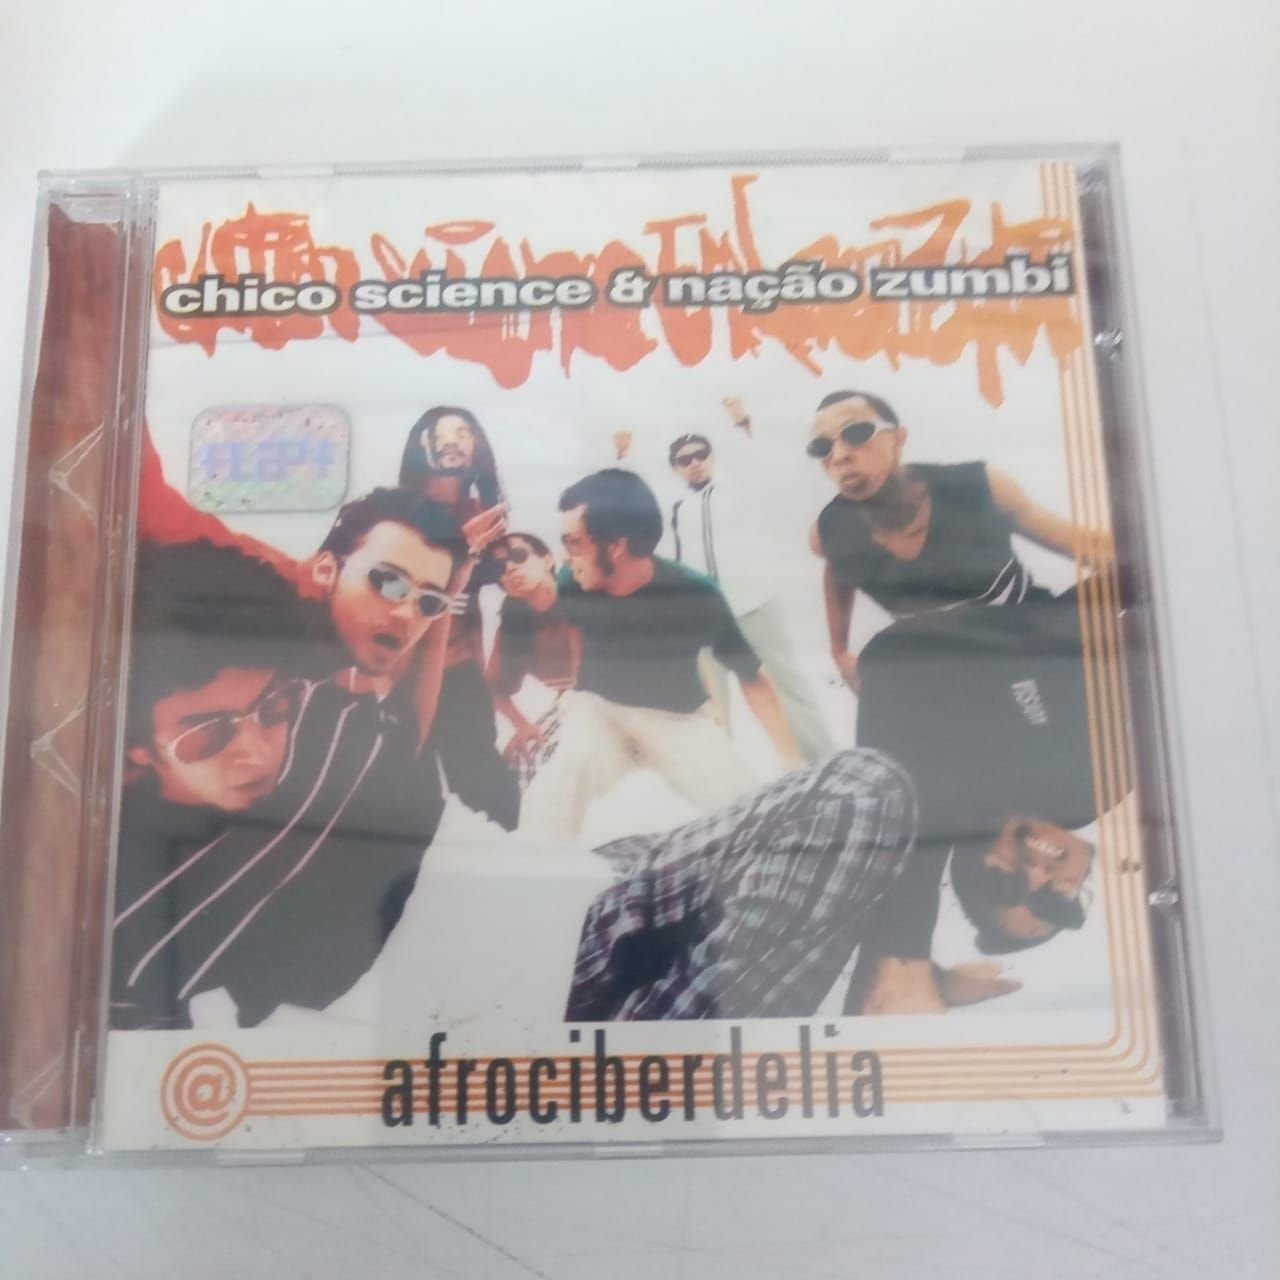 chico science & nação zumbi
@
afrociberdelia